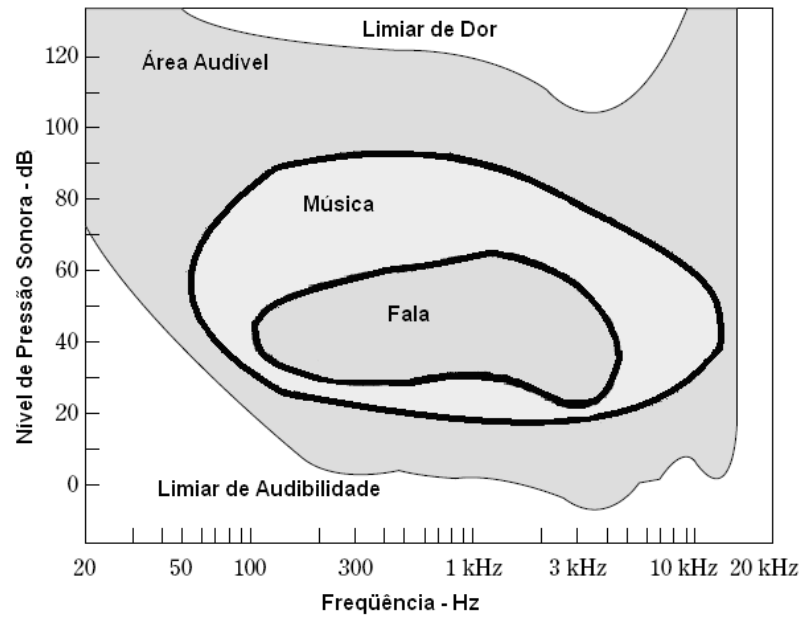 Limiar de Dor
Área Audível
120
100
80
60
40
20
0
Música
Fala
Limiar de Audibilidade
Nível de Pressão Sonora - dB
20 50 100 300 1 kHz 3 kHz 10 kHz 20 kHz
Freqüência - Hz